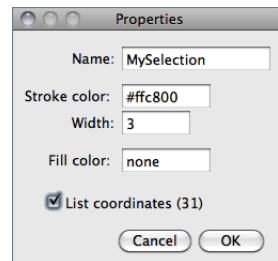 Properties
Name: MySelection
Stroke color: #ffc800
Width: 3
Fill color: none
List coordinates (31)
Cancel OK